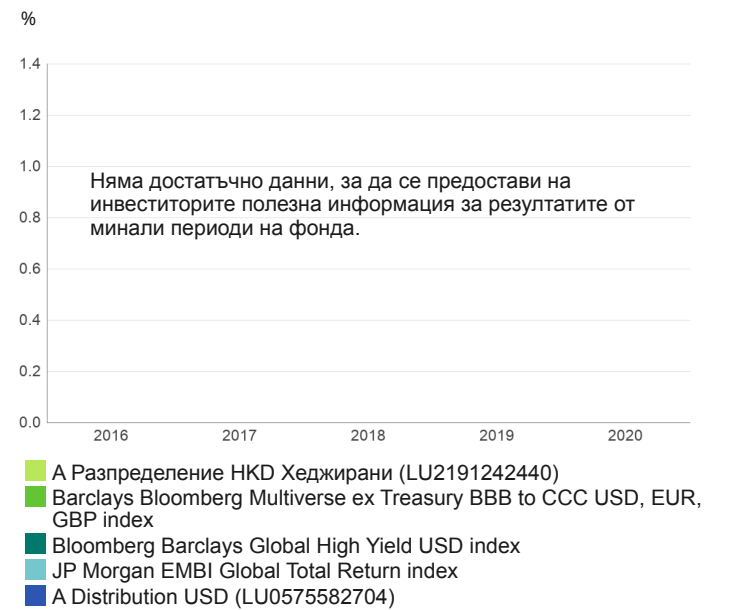 %
1.4
1.2
1.0
Няма достатъчно данни, за да се предостави на
инвеститорите полезна информация за резултатите от
минали периоди на фонда.
0.8
0.6
0.4
0.2
0.0
2016 2017 2018 2019 2020
А Разпределение HKD Хеджирани (LU2191242440)
Barclays Bloomberg Multiverse ex Treasury BBB to CCC USD, EUR,
GBP index
Bloomberg Barclays Global High Yield USD index
JP Morgan EMBI Global Total Return index
A Distribution USD (LU0575582704)